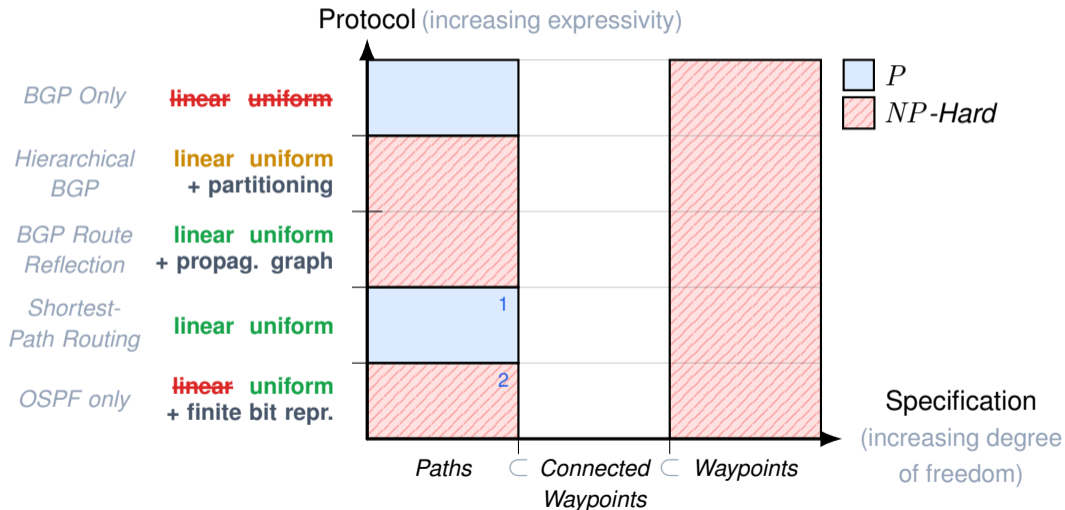 Protocol (increasing expressivity)
P
NP-Hard
BGP Only linear uniform
Hierarchical BGP linear uniform
+ partitioning
BGP Route Reflection linear uniform
+ propag. graph
Shortest-Path Routing linear uniform
1
OSPF only linear uniform
+ finite bit repr.
2
Specification
(increasing degree
of freedom)
Paths ⊂ Connected ⊂ Waypoints
Waypoints